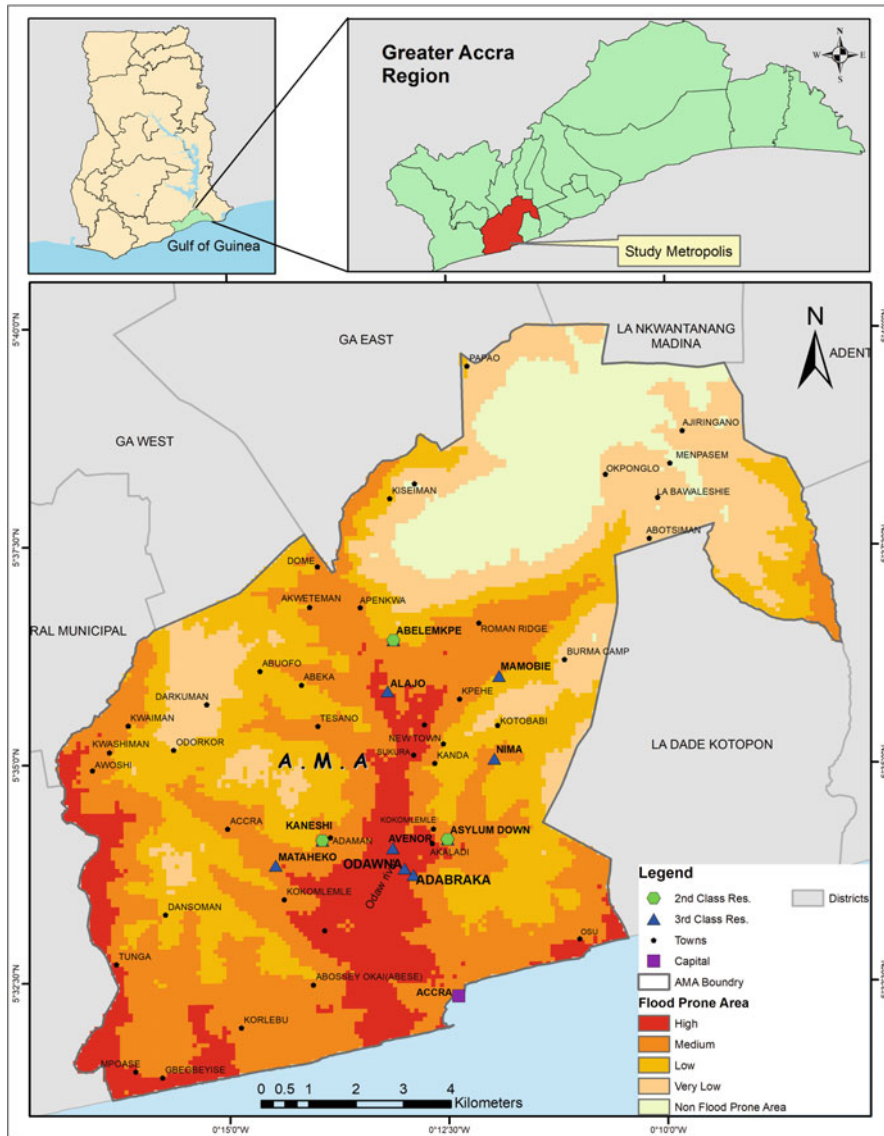 Gulf of Guinea
Greater Accra
Region
N
W
E
S
Study Metropolis
5°40'0"N
GA EAST
LA NKWANTANANG
MADINA
ADENT
N
GA WEST
PAPAO
AJIRINGANO
MENPASEM
OKPONGLO
LA BAWALESHIE
KISEIMAN
ABOTSIMAN
5°37'30"N
DOME
AKWETEMAN
APENKWA
RAL MUNICIPAL
ABELEMKPE
ROMAN RIDGE
BURMA CAMP
ABUOFO
ABEKA
ALAJO
MAMOBIE
KPEHE
DARKUMAN
KWAIMAN
TESANO
NEW TOWN
KOTOBABI
KWASHIMAN
ODORKOR
A . M . A
SUKURA
KANDA
NIMA
LA DADE KOTOPON
5°35'0"N
AWOSHI
ACCRA
KANESHI
ADAMAN
KOKOMLEMLE
AVENOR
ASYLUM DOWN
AKALADI
MATAHEKO
ODAWNA
ADABRAKA
KOKOMLEMLE
Odaw riv
DANSOMAN
OSU
TUNGA
5°32'30"N
ABOSSEY OKAI(ABESE)
ACCRA
KORLEBU
MPOASE
GBEGBEYISE
Legend
2nd Class Res.
3rd Class Res.
Towns
Capital
AMA Boundry
Districts
Flood Prone Area
High
Medium
Low
Very Low
Non Flood Prone Area
0 0.5 1 2 3 4
Kilometers
0°15'0"W
0°12'30"W
0°10'0"W